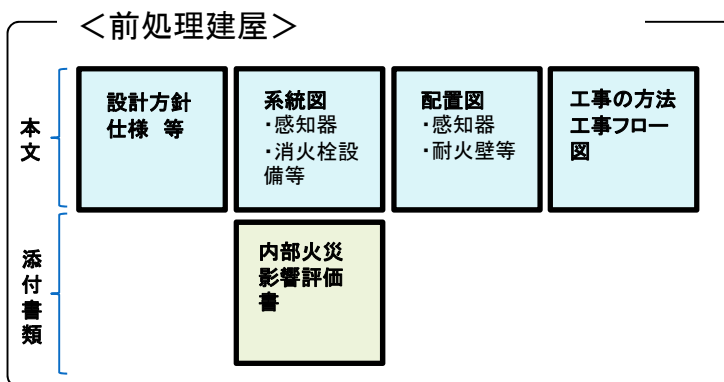 <前処理建屋>
本文
設計方針
仕様 等
系統図
・感知器
・消火栓設
備等
配置図
・感知器
・耐火壁等
工事の方法
工事フロー
図
添付書類
内部火災
影響評価
書